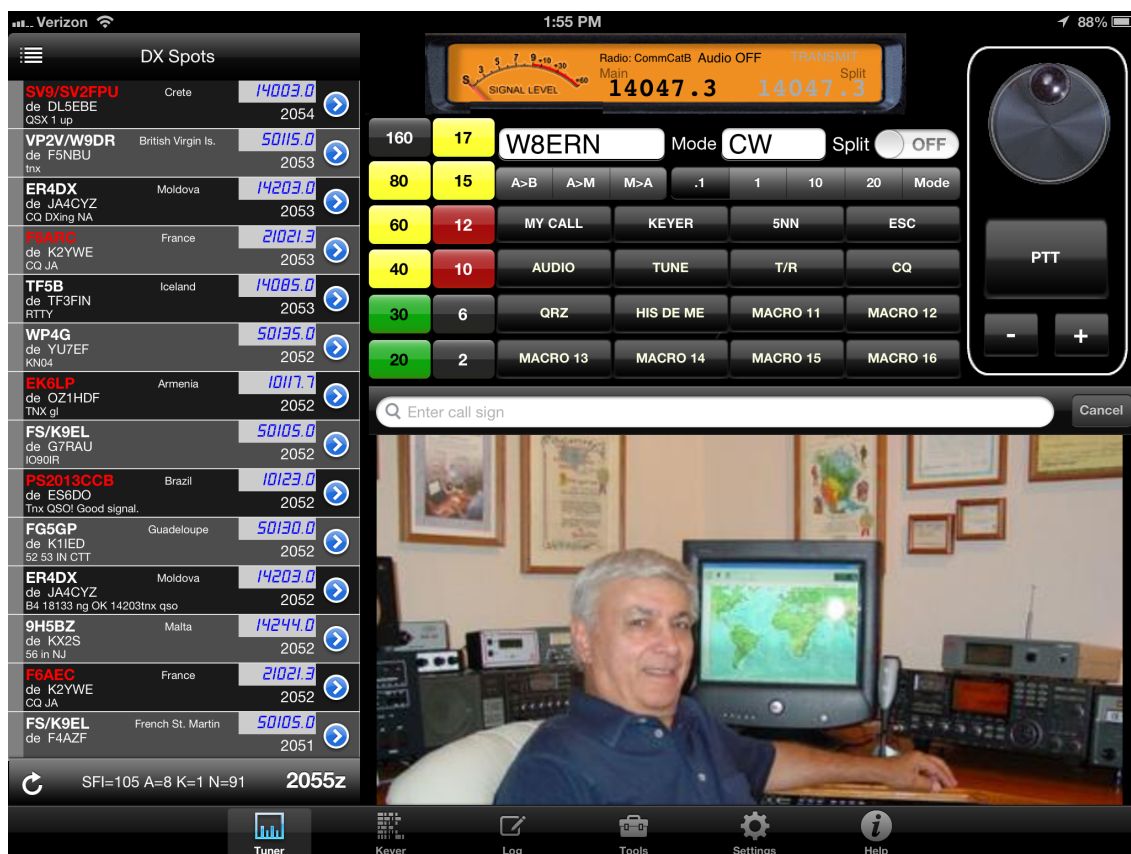 Verizon 1:55 PM 88%
DX Spots
SV9/SV2FPU Crete 14003.0
de DL5EBE
QSX 1 up 2054
VP2V/W9DR British Virgin Is. 50115.0
de F5NBU
tnx 2053
ER4DX Moldova 14203.0
de JA4CYZ
CQ DXing NA 2053
F6ARC France 21021.3
de K2YWE
CQ JA 2053
TF5B Iceland 14085.0
de TF3FIN
RTTY 2053
WP4G 50135.0
de YU7EF
KN04 2052
EK6LP Armenia 10117.7
de OZ1HDF
TNX gl 2052
FS/K9EL 50105.0
de G7RAU
IO90IR 2052
PS2013CCB Brazil 10123.0
de ES6DO
Tnx QSO! Good signal. 2052
FG5GP Guadeloupe 50130.0
de K1IED
52 53 IN CTT 2052
ER4DX Moldova 14203.0
de JA4CYZ
B4 18133 ng OK 14203tnx qso 2052
9H5BZ Malta 14244.0
de KX2S
56 in NJ 2052
F6AEC France 21021.3
de K2YWE
CQ JA 2052
FS/K9EL French St. Martin 50105.0
de F4AZF
2051
SFI=105 A=8 K=1 N=91 2055z
S 3 5 7 9 +10 +30 +60
SIGNAL LEVEL
Radio: CommCatB Audio OFF TRANSMIT
Main Split
14047.3 14047.3
160 17 W8ERN Mode CW Split OFF
80 15 A>B A>M M>A .1 1 10 20 Mode
60 12 MY CALL KEYER 5NN ESC
40 10 AUDIO TUNE T/R CQ
30 6 QRZ HIS DE ME MACRO 11 MACRO 12
20 2 MACRO 13 MACRO 14 MACRO 15 MACRO 16
PTT
- +
Enter call sign Cancel
Tuner Keyer Log Tools Settings Help